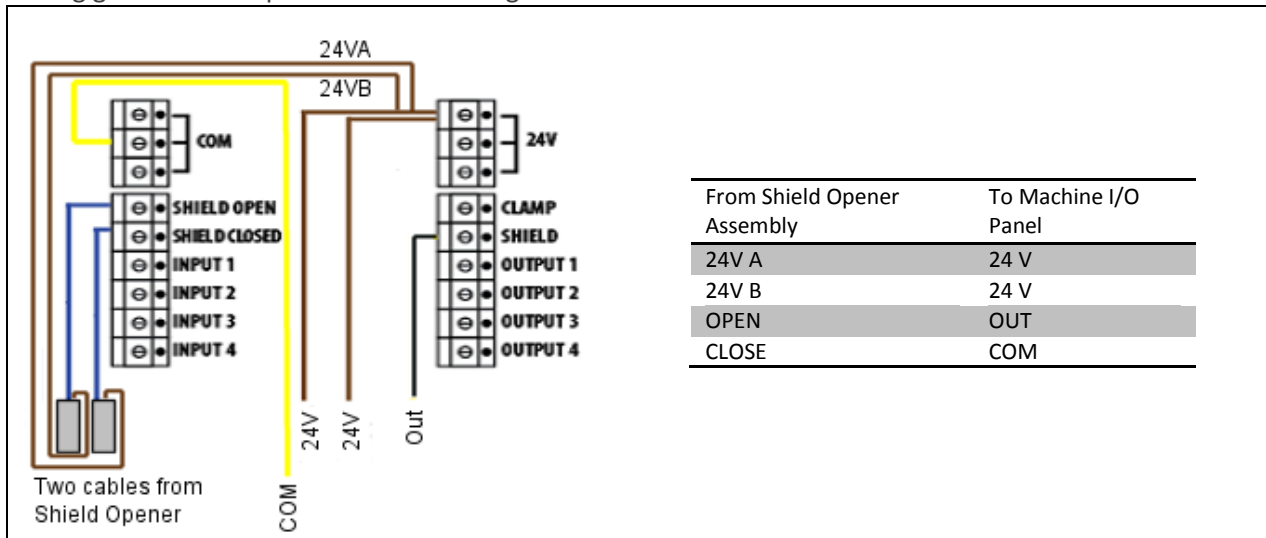 24VA
24VB
COM
24V
SHIELD OPEN
SHIELD CLOSED
INPUT 1
INPUT 2
INPUT 3
INPUT 4
CLAMP
SHIELD
OUTPUT 1
OUTPUT 2
OUTPUT 3
OUTPUT 4
24V
24V
Out
COM
Two cables from
Shield Opener
From Shield Opener Assembly	To Machine I/O Panel
24V A	24 V
24V B	24 V
OPEN	OUT
CLOSE	COM